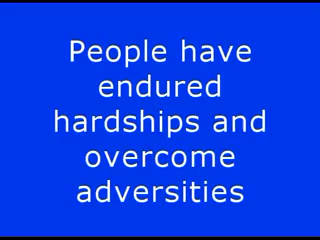 People have
endured
hardships and
overcome
adversities